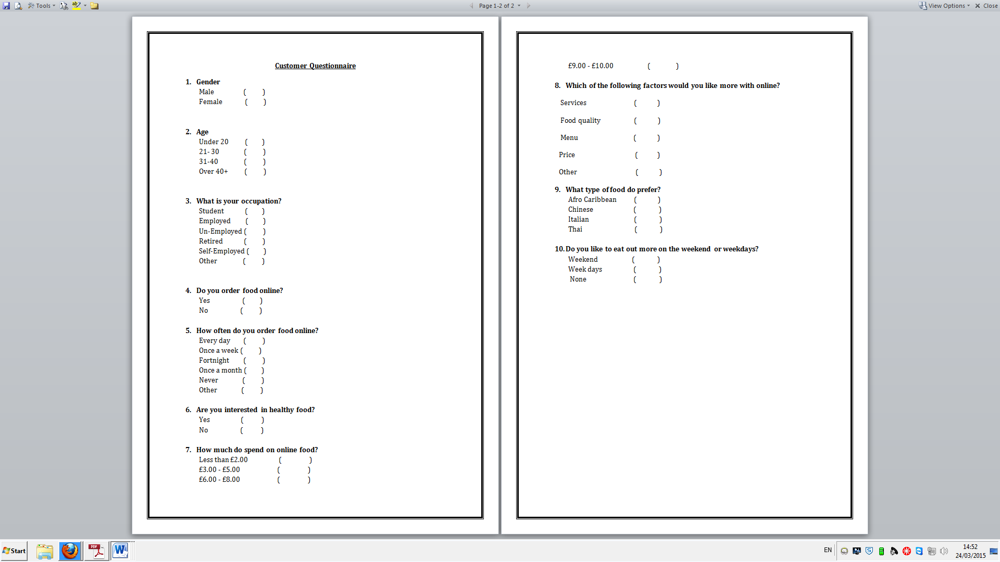 Tools
Page 1-2 of 2
View Options
Close
Customer Questionnaire
1. Gender
Male ( )
Female ( )
2. Age
Under 20 ( )
21- 30 ( )
31-40 ( )
Over 40+ ( )
3. What is your occupation?
Student ( )
Employed ( )
Un-Employed ( )
Retired ( )
Self-Employed ( )
Other ( )
4. Do you order food online?
Yes ( )
No ( )
5. How often do you order food online?
Every day ( )
Once a week ( )
Fortnight ( )
Once a month ( )
Never ( )
Other ( )
6. Are you interested in healthy food?
Yes ( )
No ( )
7. How much do spend on online food?
Less than £2.00 ( )
£3.00 - £5.00 ( )
£6.00 - £8.00 ( )
£9.00 - £10.00 ( )
8. Which of the following factors would you like more with online?
Services ( )
Food quality ( )
Menu ( )
Price ( )
Other ( )
9. What type of food do prefer?
Afro Caribbean ( )
Chinese ( )
Italian ( )
Thai ( )
10. Do you like to eat out more on the weekend or weekdays?
Weekend ( )
Week days ( )
None ( )
Start
PDF
W
EN
14:52
24/03/2015